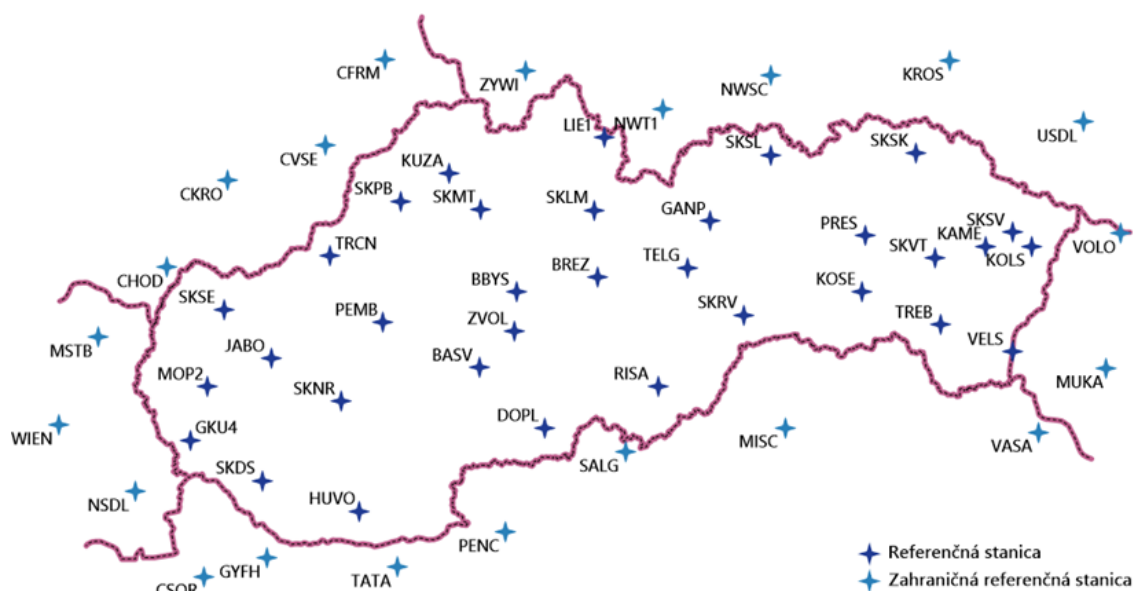 CFRM
ZYWI
NWSC
KROS
LIE1
NWT1
USDL
CVSE
SKSL
SKSK
KUZA
CKRO
SKPB
SKMT
SKLM
GANP
PRES
SKSV
KAME
SKVT
KOLS
VOLO
TRCN
TELG
CHOD
BREZ
SKSE
BBYS
KOSE
PEMB
ZVOL
SKRV
TREB
MSTB
JABO
VELS
MOP2
BASV
RISA
MUKA
SKNR
WIEN
GKU4
DOPL
MISC
VASA
SALG
SKDS
NSDL
HUVO
PENC
GYFH
TATA
CSOR
Referenčná stanica
Zahraničná referenčná stanica